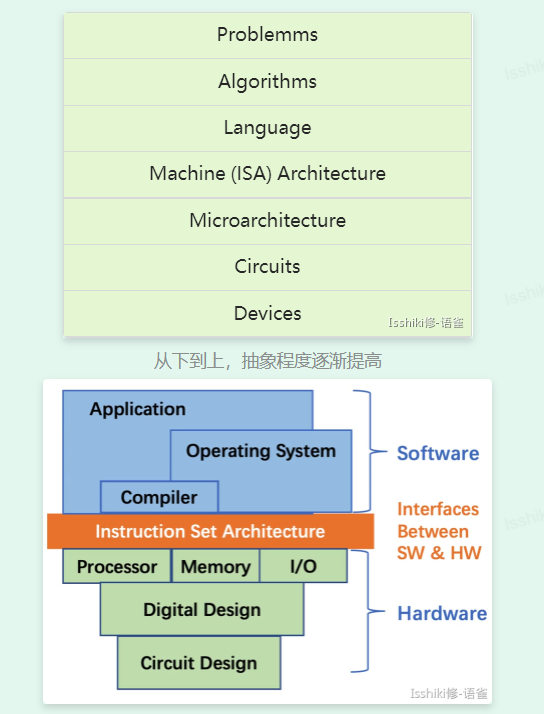 Problemms
Algorithms
Language
Machine (ISA) Architecture
Microarchitecture
Circuits
Devices
Isshiki修-语雀
从下到上，抽象程度逐渐提高
Application
Operating System
Compiler
Software
Instruction Set Architecture
Interfaces
Between
SW & HW
Processor
Memory
I/O
Digital Design
Hardware
Circuit Design
Isshiki修-语雀